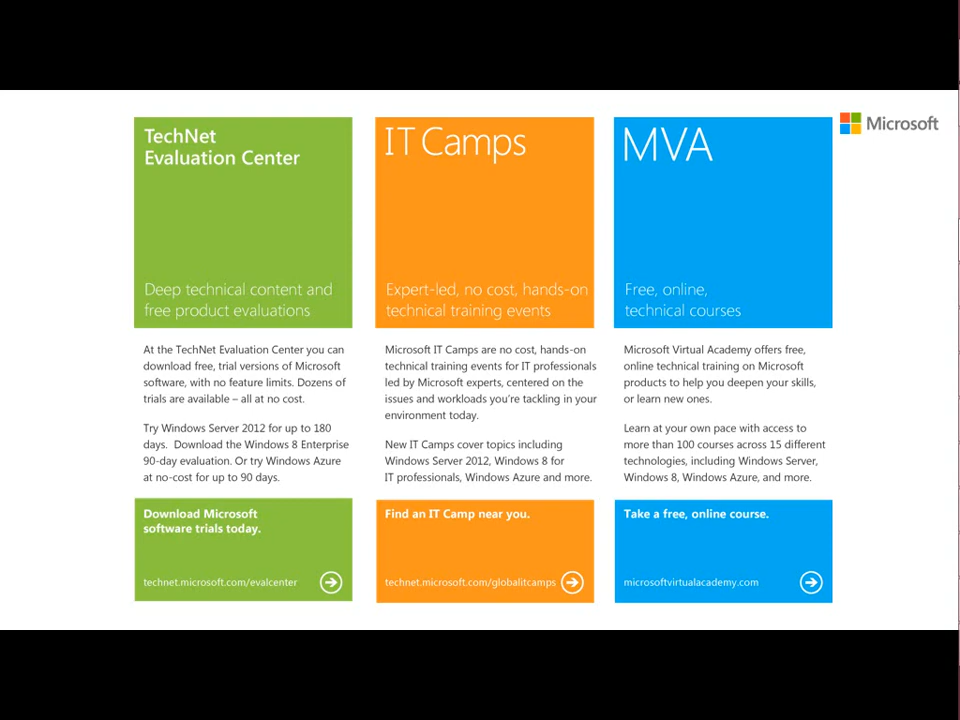 TechNet
Evaluation Center
Deep technical content and
free product evaluations
At the TechNet Evaluation Center you can
download free, trial versions of Microsoft
software, with no feature limits. Dozens of
trials are available – all at no cost.
Try Windows Server 2012 for up to 180
days. Download the Windows 8 Enterprise
90-day evaluation. Or try Windows Azure
at no-cost for up to 90 days.
Download Microsoft
software trials today.
technet.microsoft.com/evalcenter
IT Camps
Expert-led, no cost, hands-on
technical training events
Microsoft IT Camps are no cost, hands-on
technical training events for IT professionals
led by Microsoft experts, centered on the
issues and workloads you're tackling in your
environment today.
New IT Camps cover topics including
Windows Server 2012, Windows 8 for
IT professionals, Windows Azure and more.
Find an IT Camp near you.
technet.microsoft.com/globalitcamps
MVA
Free, online,
technical courses
Microsoft Virtual Academy offers free,
online technical training on Microsoft
products to help you deepen your skills,
or learn new ones.
Learn at your own pace with access to
more than 100 courses across 15 different
technologies, including Windows Server,
Windows 8, Windows Azure, and more.
Take a free, online course.
microsoftvirtualacademy.com
Microsoft